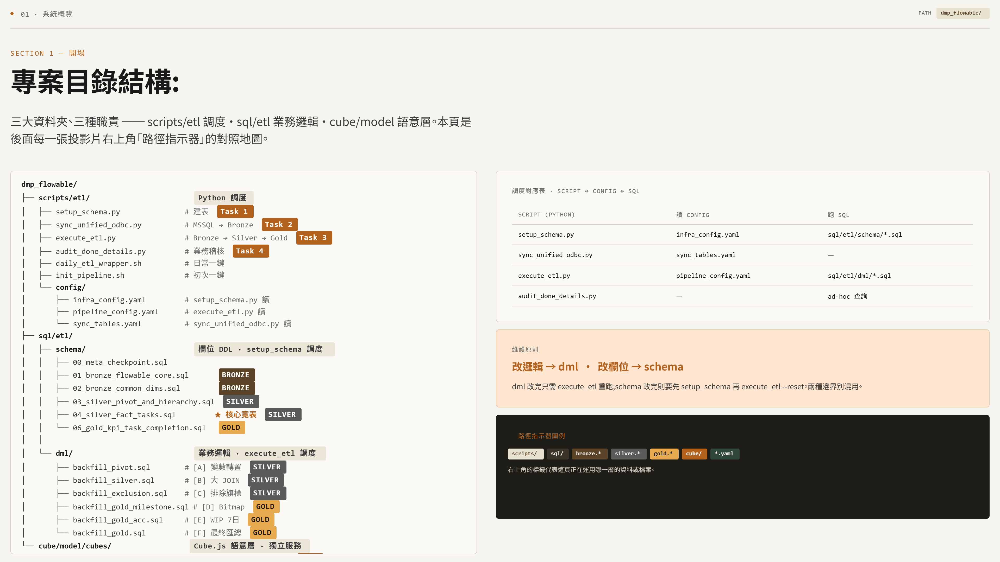 01 · 系統概覽
PATH dmp_flowable/
SECTION 1 — 開場
專案目錄結構:
三大資料夾、三種職責 —— scripts/etl 調度・sql/etl 業務邏輯・cube/model 語意層。本頁是
後面每一張投影片右上角「路徑指示器」的對照地圖。
dmp_flowable/
├── scripts/etl/ Python 調度
│   ├── setup_schema.py # 建表 Task 1
│   ├── sync_unified_odbc.py # MSSQL → Bronze Task 2
│   ├── execute_etl.py # Bronze → Silver → Gold Task 3
│   ├── audit_done_details.py # 業務稽核 Task 4
│   ├── daily_etl_wrapper.sh # 日常一鍵
│   ├── init_pipeline.sh # 初次一鍵
│   └── config/
│       ├── infra_config.yaml # setup_schema.py 讀
│       ├── pipeline_config.yaml # execute_etl.py 讀
│       └── sync_tables.yaml # sync_unified_odbc.py 讀
├── sql/etl/
│   ├── schema/ 欄位 DDL · setup_schema 調度
│   │   ├── 00_meta_checkpoint.sql
│   │   ├── 01_bronze_flowable_core.sql BRONZE
│   │   ├── 02_bronze_common_dims.sql BRONZE
│   │   ├── 03_silver_pivot_and_hierarchy.sql SILVER
│   │   ├── 04_silver_fact_tasks.sql ★ 核心寬表 SILVER
│   │   └── 06_gold_kpi_task_completion.sql GOLD
│   │
│   └── dml/ 業務邏輯 · execute_etl 調度
│       ├── backfill_pivot.sql # [A] 變數轉置 SILVER
│       ├── backfill_silver.sql # [B] 大 JOIN SILVER
│       ├── backfill_exclusion.sql # [C] 排除旗標 SILVER
│       ├── backfill_gold_milestone.sql # [D] Bitmap GOLD
│       ├── backfill_gold_acc.sql # [E] WIP 7日 GOLD
│       └── backfill_gold.sql # [F] 最終匯總 GOLD
└── cube/model/cubes/ Cube.js 語意層 · 獨立服務
調度對應表 · SCRIPT ↔ CONFIG ↔ SQL
SCRIPT (PYTHON) 讀 CONFIG 跑 SQL
setup_schema.py infra_config.yaml sql/etl/schema/*.sql
sync_unified_odbc.py sync_tables.yaml —
execute_etl.py pipeline_config.yaml sql/etl/dml/*.sql
audit_done_details.py — ad-hoc 查詢
維護原則
改邏輯 → dml ・ 改欄位 → schema
dml 改完只需 execute_etl 重跑;schema 改完則要先 setup_schema 再 execute_etl --reset。兩種邊界別混用。
路徑指示器圖例
scripts/ sql/ bronze.* silver.* gold.* cube/ *.yaml
右上角的標籤代表這頁正在運用哪一層的資料或檔案。